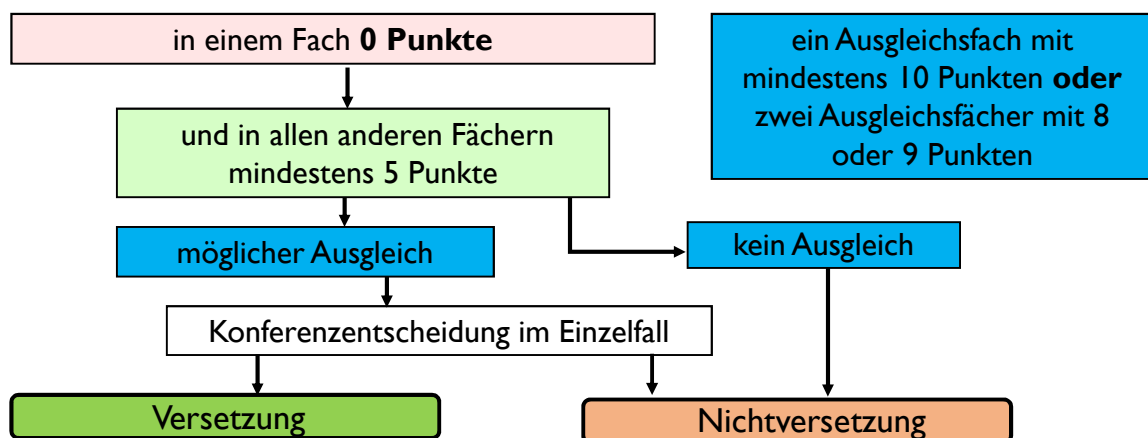 in einem Fach 0 Punkte
ein Ausgleichsfach mit
mindestens 10 Punkten oder
zwei Ausgleichsfächer mit 8
oder 9 Punkten
und in allen anderen Fächern
mindestens 5 Punkte
möglicher Ausgleich
kein Ausgleich
Konferenzentscheidung im Einzelfall
Versetzung
Nichtversetzung